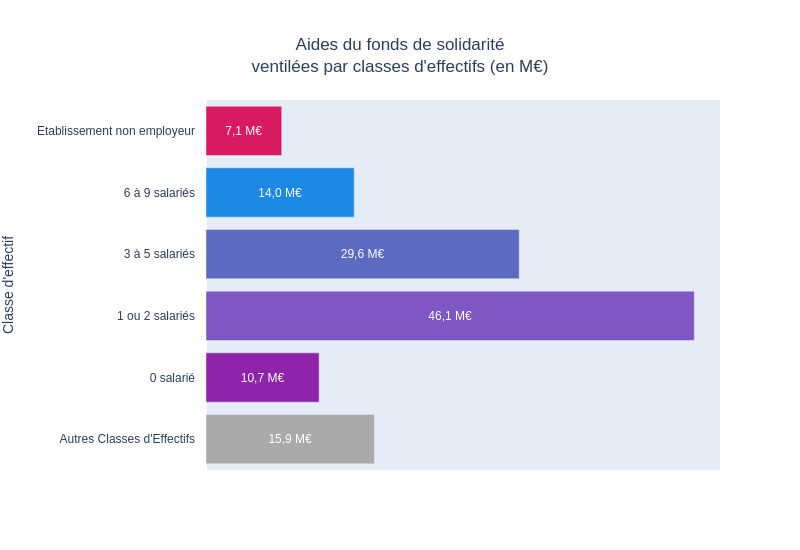 Aides du fonds de solidarité
ventilées par classes d'effectifs (en M€)
Classe d'effectif
Etablissement non employeur
7,1 M€
6 à 9 salariés
14,0 M€
3 à 5 salariés
29,6 M€
1 ou 2 salariés
46,1 M€
0 salarié
10,7 M€
Autres Classes d'Effectifs
15,9 M€